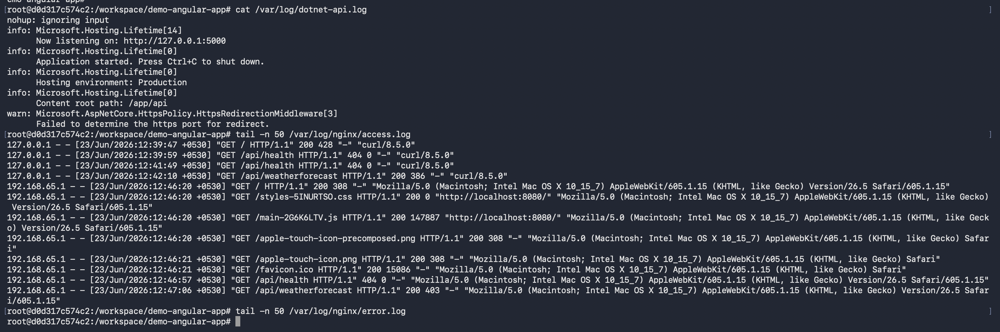 emo-angular-app#
[root@d0d317c574c2:/workspace/demo-angular-app# cat /var/log/dotnet-api.log ]
nohup: ignoring input
info: Microsoft.Hosting.Lifetime[14]
      Now listening on: http://127.0.0.1:5000
info: Microsoft.Hosting.Lifetime[0]
      Application started. Press Ctrl+C to shut down.
info: Microsoft.Hosting.Lifetime[0]
      Hosting environment: Production
info: Microsoft.Hosting.Lifetime[0]
      Content root path: /app/api
warn: Microsoft.AspNetCore.HttpsPolicy.HttpsRedirectionMiddleware[3]
      Failed to determine the https port for redirect.
[root@d0d317c574c2:/workspace/demo-angular-app# tail -n 50 /var/log/nginx/access.log ]
127.0.0.1 - - [23/Jun/2026:12:39:47 +0530] "GET / HTTP/1.1" 200 428 "-" "curl/8.5.0"
127.0.0.1 - - [23/Jun/2026:12:39:59 +0530] "GET /api/health HTTP/1.1" 404 0 "-" "curl/8.5.0"
127.0.0.1 - - [23/Jun/2026:12:41:49 +0530] "GET /api/health HTTP/1.1" 404 0 "-" "curl/8.5.0"
127.0.0.1 - - [23/Jun/2026:12:42:10 +0530] "GET /api/weatherforecast HTTP/1.1" 200 386 "-" "curl/8.5.0"
192.168.65.1 - - [23/Jun/2026:12:46:20 +0530] "GET / HTTP/1.1" 200 308 "-" "Mozilla/5.0 (Macintosh; Intel Mac OS X 10_15_7) AppleWebKit/605.1.15 (KHTML, like Gecko) Version/26.5 Safari/605.1.15"
192.168.65.1 - - [23/Jun/2026:12:46:20 +0530] "GET /styles-5INURTSO.css HTTP/1.1" 200 0 "http://localhost:8080/" "Mozilla/5.0 (Macintosh; Intel Mac OS X 10_15_7) AppleWebKit/605.1.15 (KHTML, like Gecko)
 Version/26.5 Safari/605.1.15"
192.168.65.1 - - [23/Jun/2026:12:46:20 +0530] "GET /main-2G6K6LTV.js HTTP/1.1" 200 147887 "http://localhost:8080/" "Mozilla/5.0 (Macintosh; Intel Mac OS X 10_15_7) AppleWebKit/605.1.15 (KHTML, like Geck
o) Version/26.5 Safari/605.1.15"
192.168.65.1 - - [23/Jun/2026:12:46:20 +0530] "GET /apple-touch-icon-precomposed.png HTTP/1.1" 200 308 "-" "Mozilla/5.0 (Macintosh; Intel Mac OS X 10_15_7) AppleWebKit/605.1.15 (KHTML, like Gecko) Safar
i"
192.168.65.1 - - [23/Jun/2026:12:46:21 +0530] "GET /apple-touch-icon.png HTTP/1.1" 200 308 "-" "Mozilla/5.0 (Macintosh; Intel Mac OS X 10_15_7) AppleWebKit/605.1.15 (KHTML, like Gecko) Safari"
192.168.65.1 - - [23/Jun/2026:12:46:21 +0530] "GET /favicon.ico HTTP/1.1" 200 15086 "-" "Mozilla/5.0 (Macintosh; Intel Mac OS X 10_15_7) AppleWebKit/605.1.15 (KHTML, like Gecko) Safari"
192.168.65.1 - - [23/Jun/2026:12:46:57 +0530] "GET /api/health HTTP/1.1" 404 0 "-" "Mozilla/5.0 (Macintosh; Intel Mac OS X 10_15_7) AppleWebKit/605.1.15 (KHTML, like Gecko) Version/26.5 Safari/605.1.15"
192.168.65.1 - - [23/Jun/2026:12:47:06 +0530] "GET /api/weatherforecast HTTP/1.1" 200 403 "-" "Mozilla/5.0 (Macintosh; Intel Mac OS X 10_15_7) AppleWebKit/605.1.15 (KHTML, like Gecko) Version/26.5 Safar
i/605.1.15"
[root@d0d317c574c2:/workspace/demo-angular-app# tail -n 50 /var/log/nginx/error.log ]
root@d0d317c574c2:/workspace/demo-angular-app#